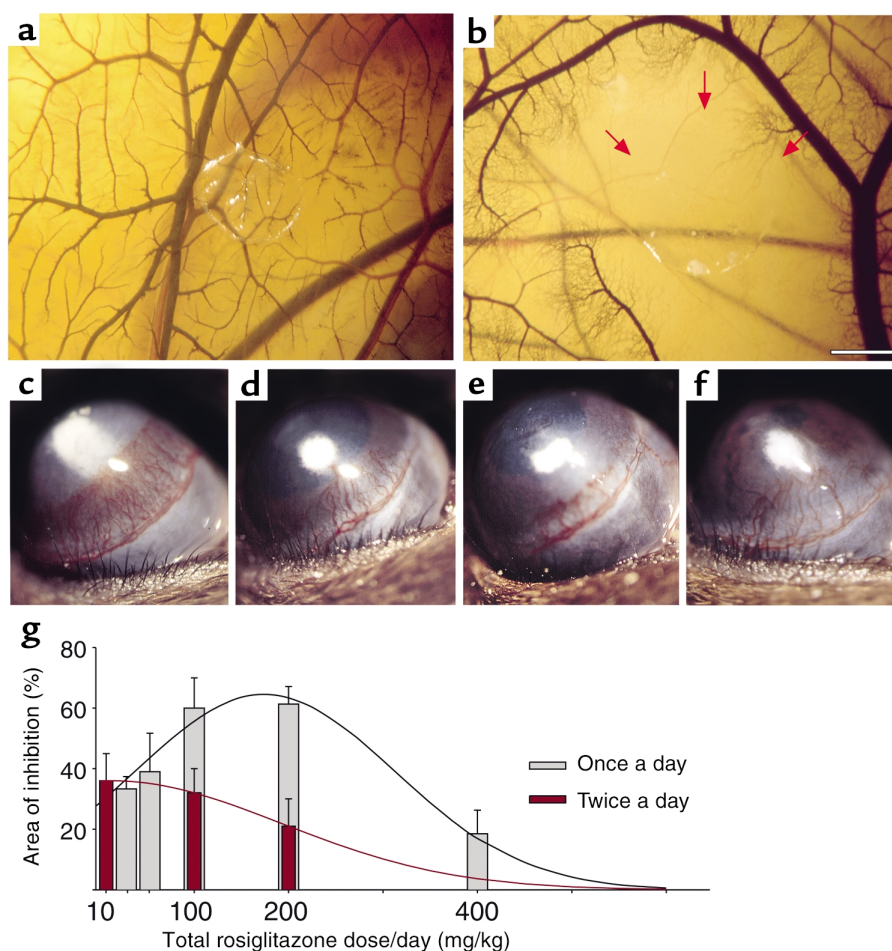 a
b
c
d
e
f
g
80
60
40
20
Area of inhibition (%)
Once a day
Twice a day
10
100
200
400
Total rosiglitazone dose/day (mg/kg)